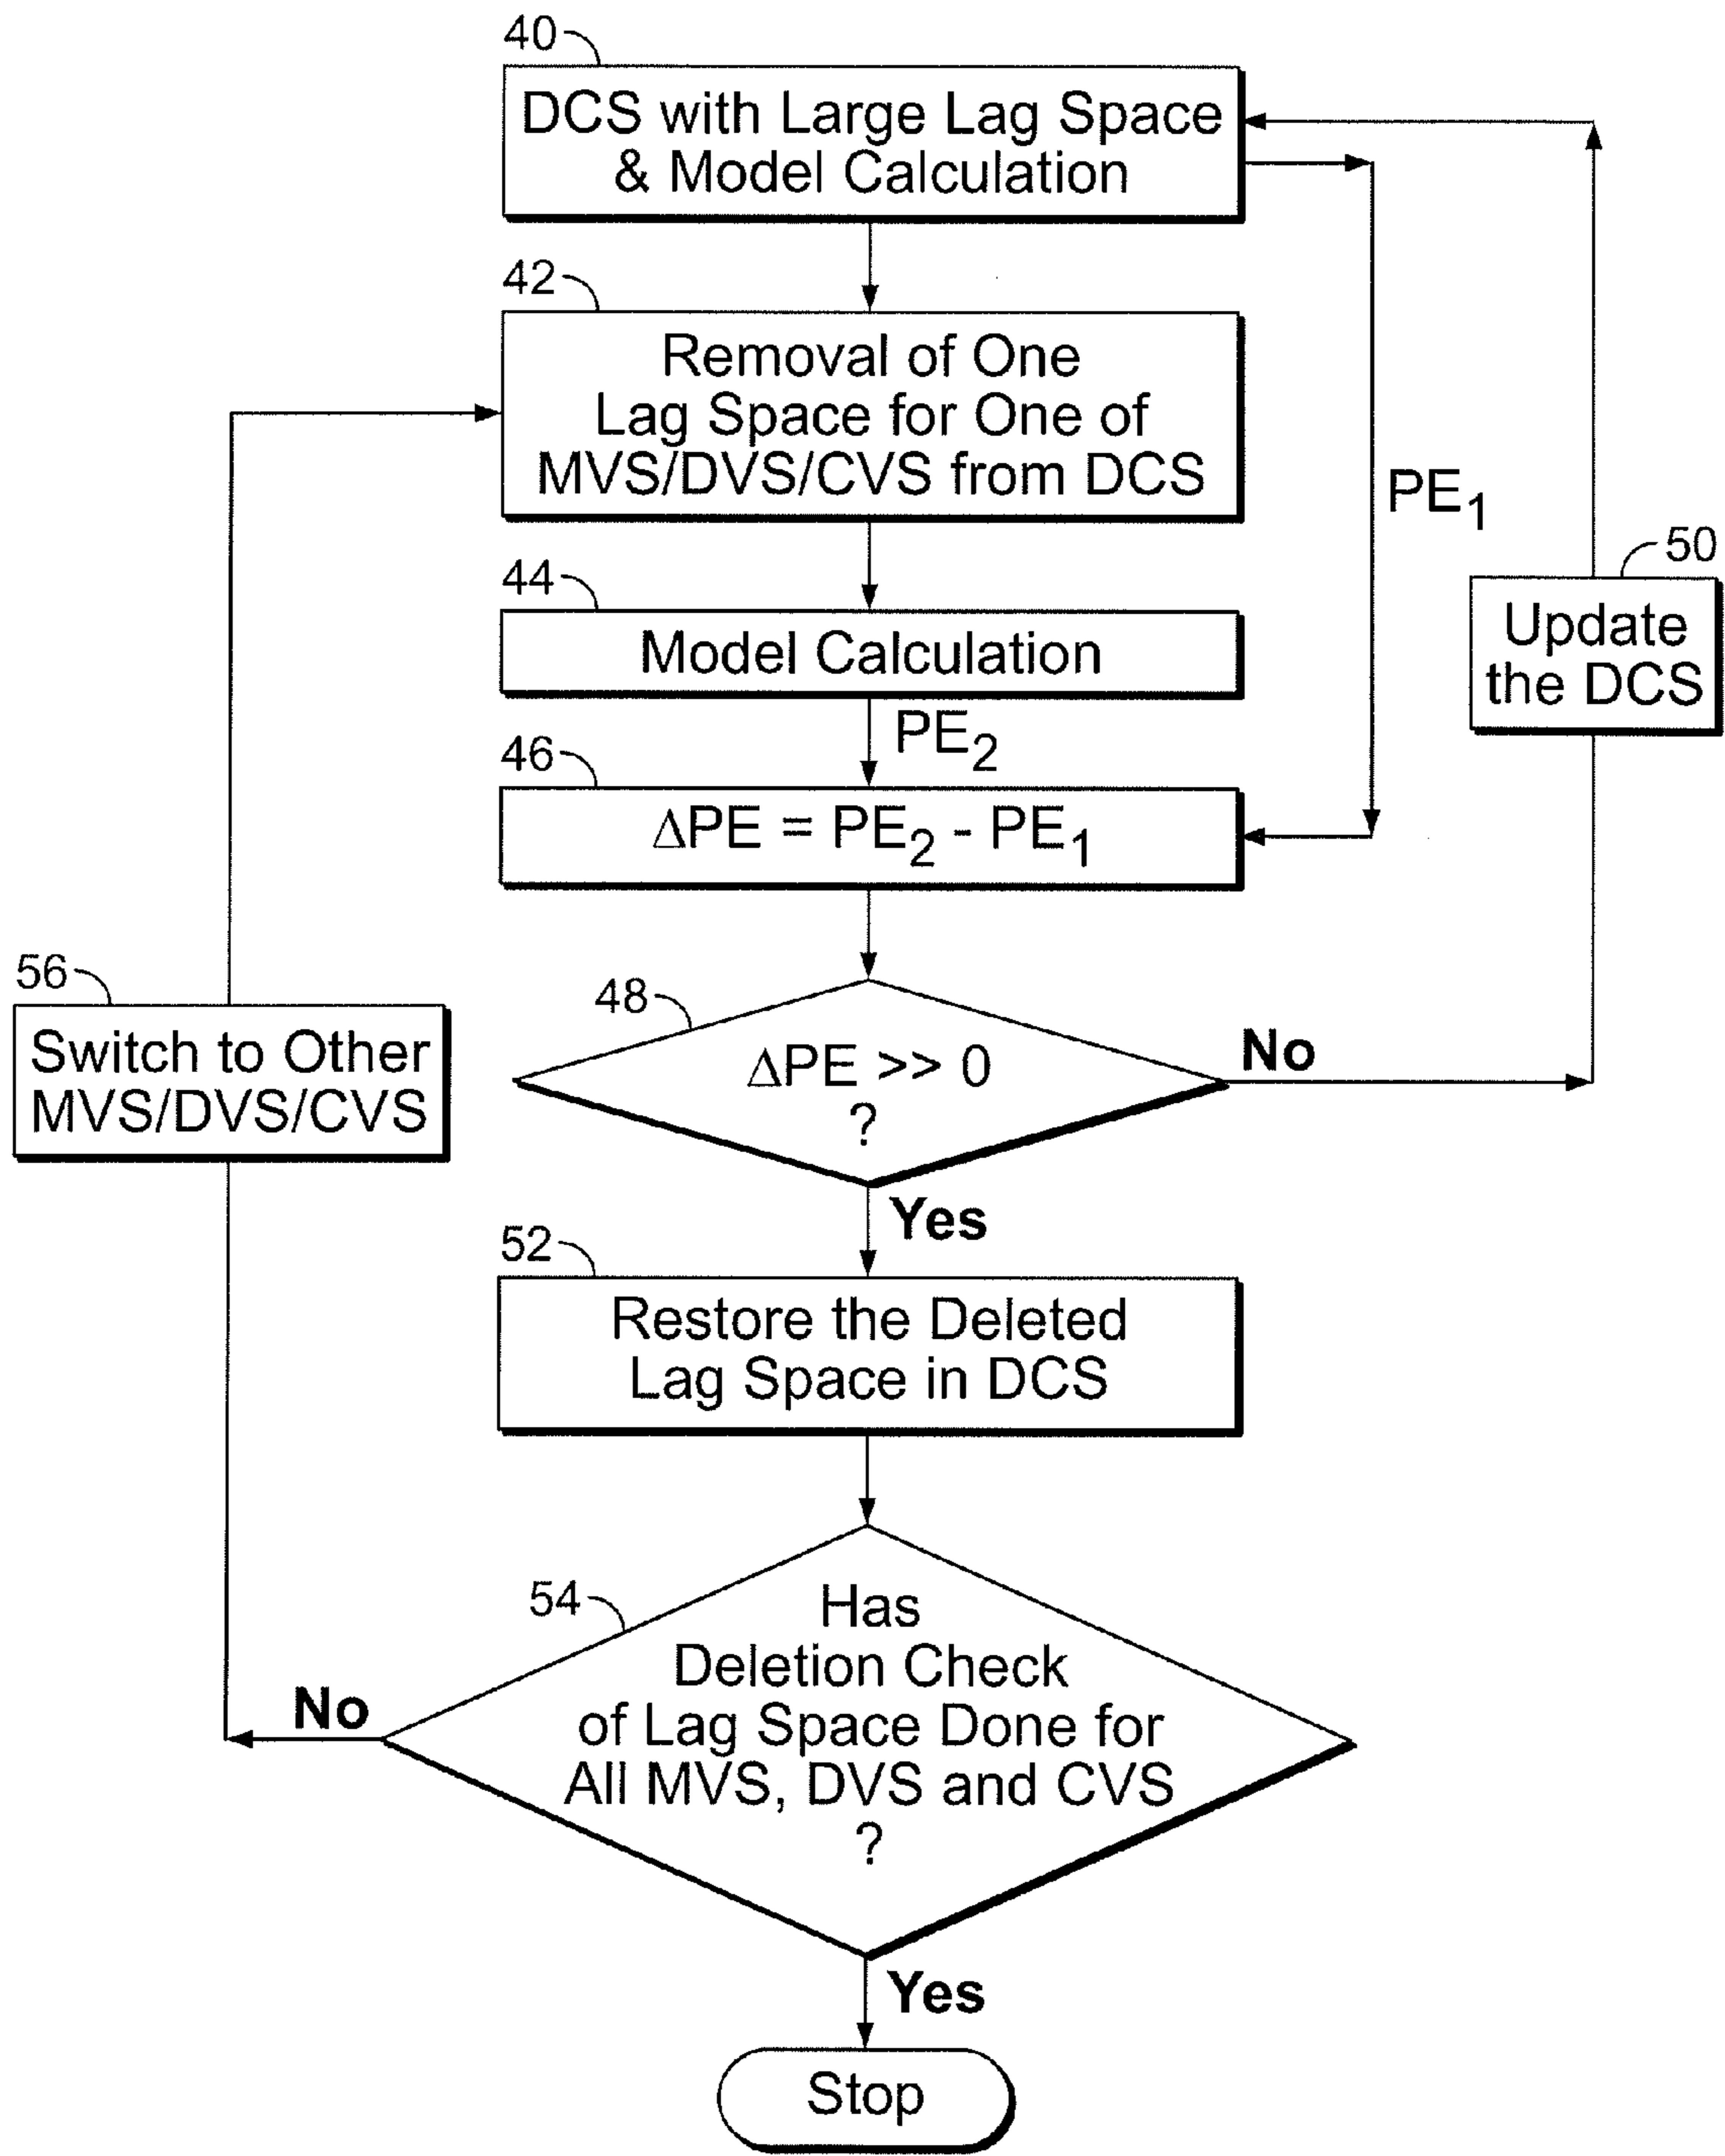 40
DCS with Large Lag Space
& Model Calculation
42
Removal of One
Lag Space for One of
MVS/DVS/CVS from DCS
PE1
50
Update
the DCS
44
Model Calculation
PE2
46
ΔPE = PE2 - PE1
56
Switch to Other
MVS/DVS/CVS
48
ΔPE >> 0
?
No
Yes
52
Restore the Deleted
Lag Space in DCS
54
Has
Deletion Check
of Lag Space Done for
All MVS, DVS and CVS
?
No
Yes
Stop